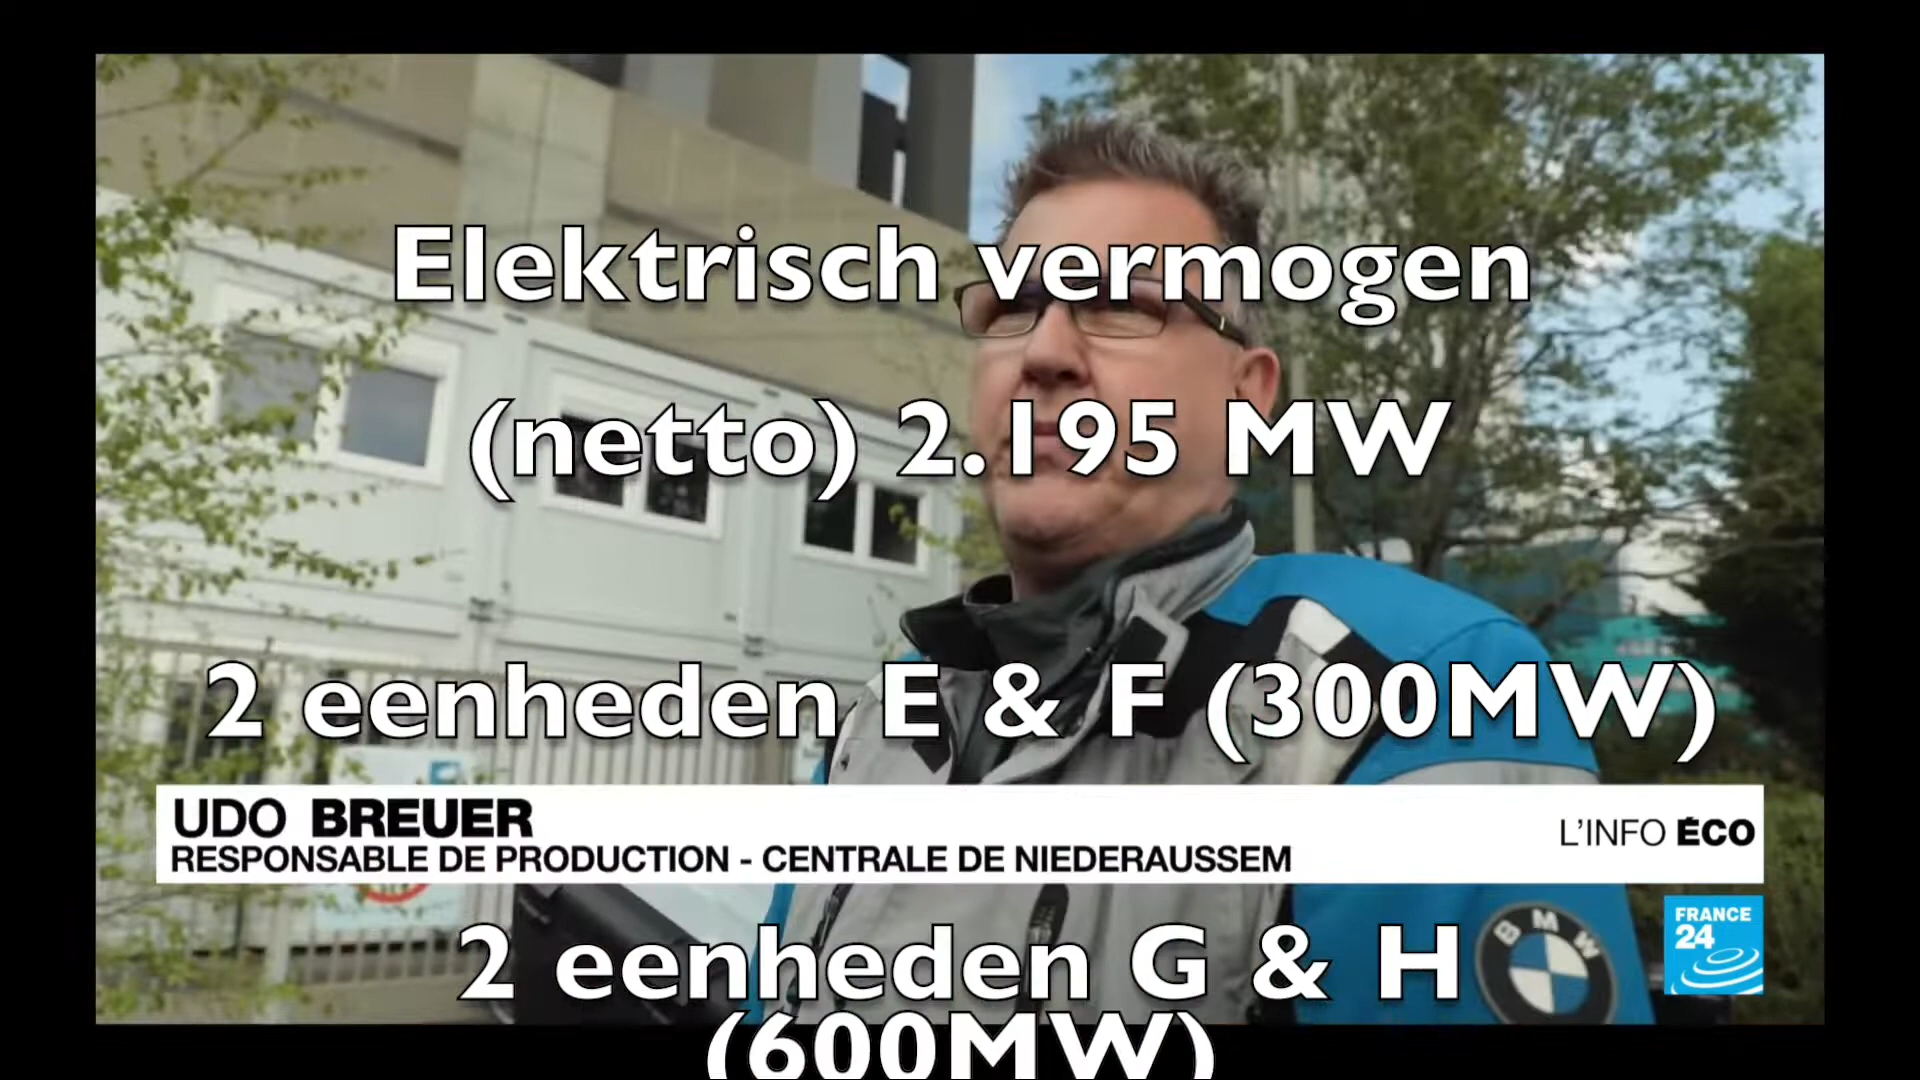 Elektrisch vermogen
(netto) 2.195 MW
2 eenheden E & F (300MW)
UDO BREUER
RESPONSABLE DE PRODUCTION - CENTRALE DE NIEDERAUSSEM
L'INFO ÉCO
2 eenheden G & H
(600MW)
FRANCE
24
BMW